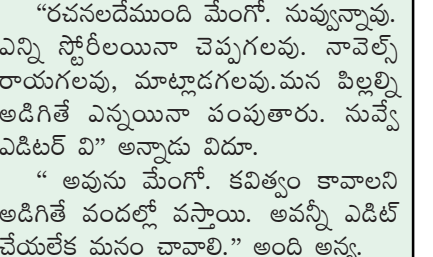 “రచనలదేముంది మేంగో. నువ్వున్నావు.
ఎన్ని స్టోరీలయినా చెప్పగలవు. నావెల్స్
రాయగలవు, మాట్లాడగలవు.మన పిల్లల్ని
అడిగితే ఎన్నయినా పంపుతారు. నువ్వే
ఎడిటర్ వి” అన్నాడు విదూ.
“ అవును మేంగో. కవిత్వం కావాలని
అడిగితే వందల్లో వస్తాయి. అవన్నీ ఎడిట్
చేయలేక మనం చావాలి.” అంది అన్య.